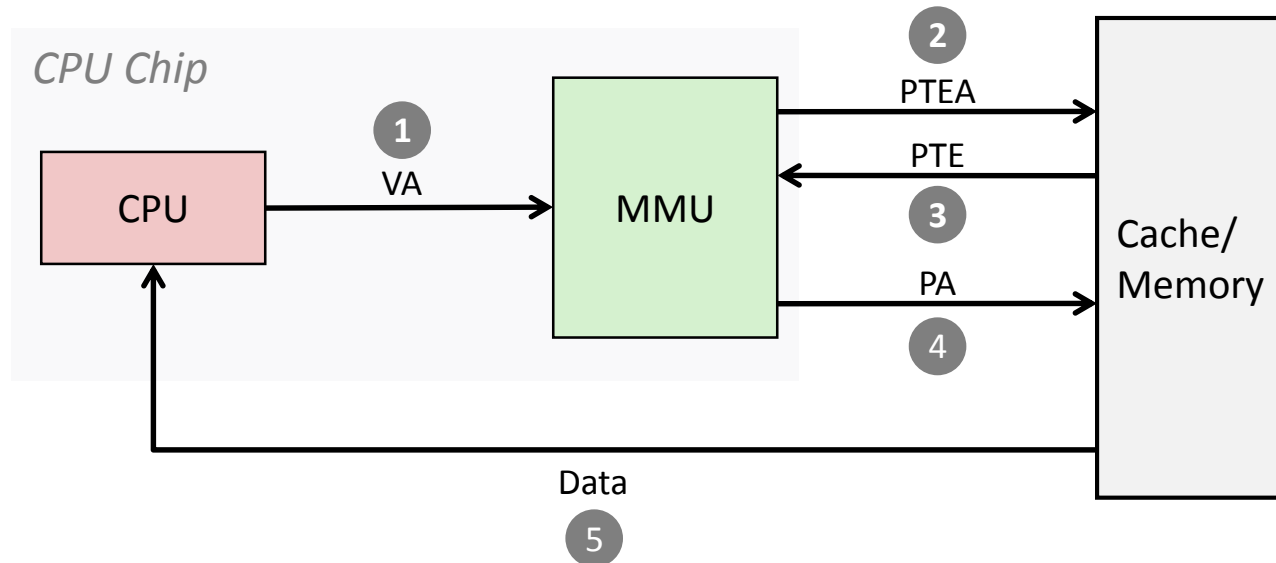 CPU Chip
2
PTEA
1
VA
PTE
3
CPU
MMU
Cache/
Memory
PA
4
Data
5